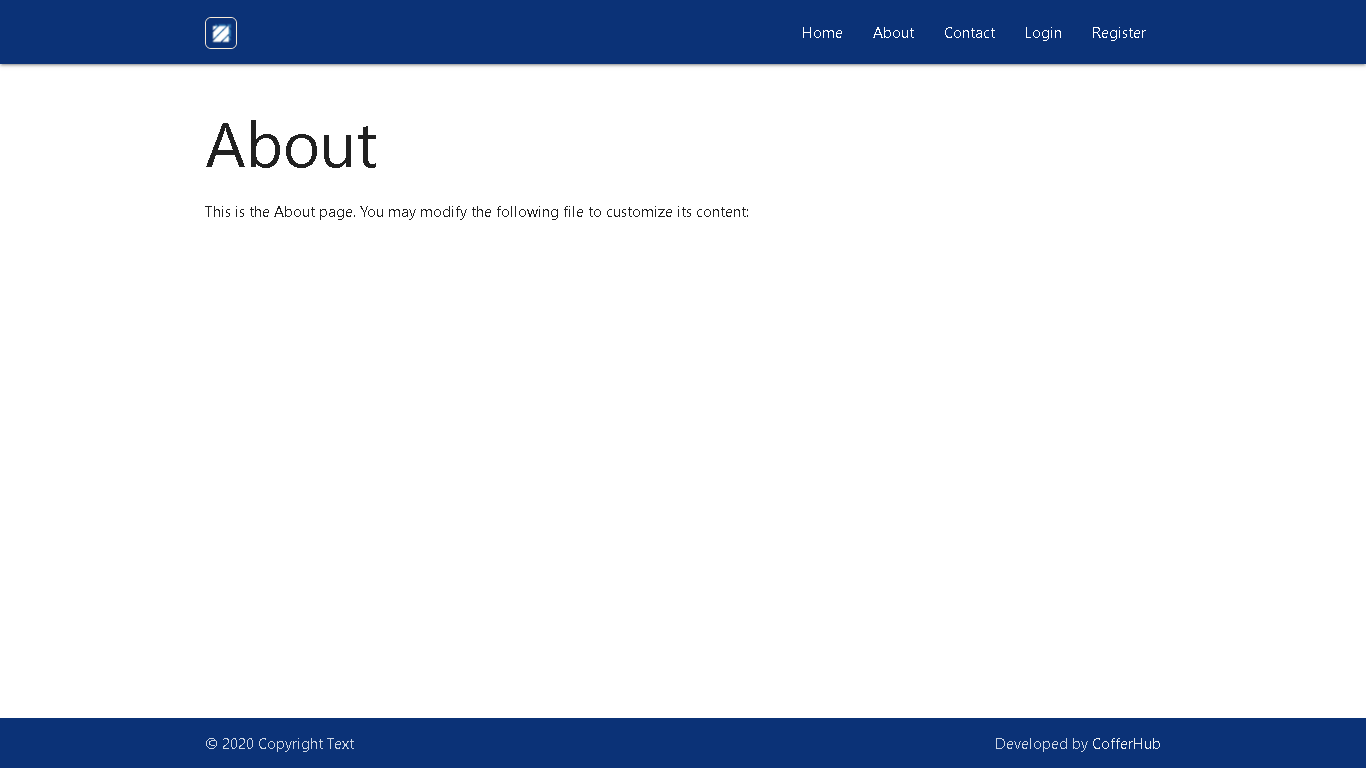 Home About Contact Login Register
About
This is the About page. You may modify the following file to customize its content:
© 2020 Copyright Text
Developed by CofferHub